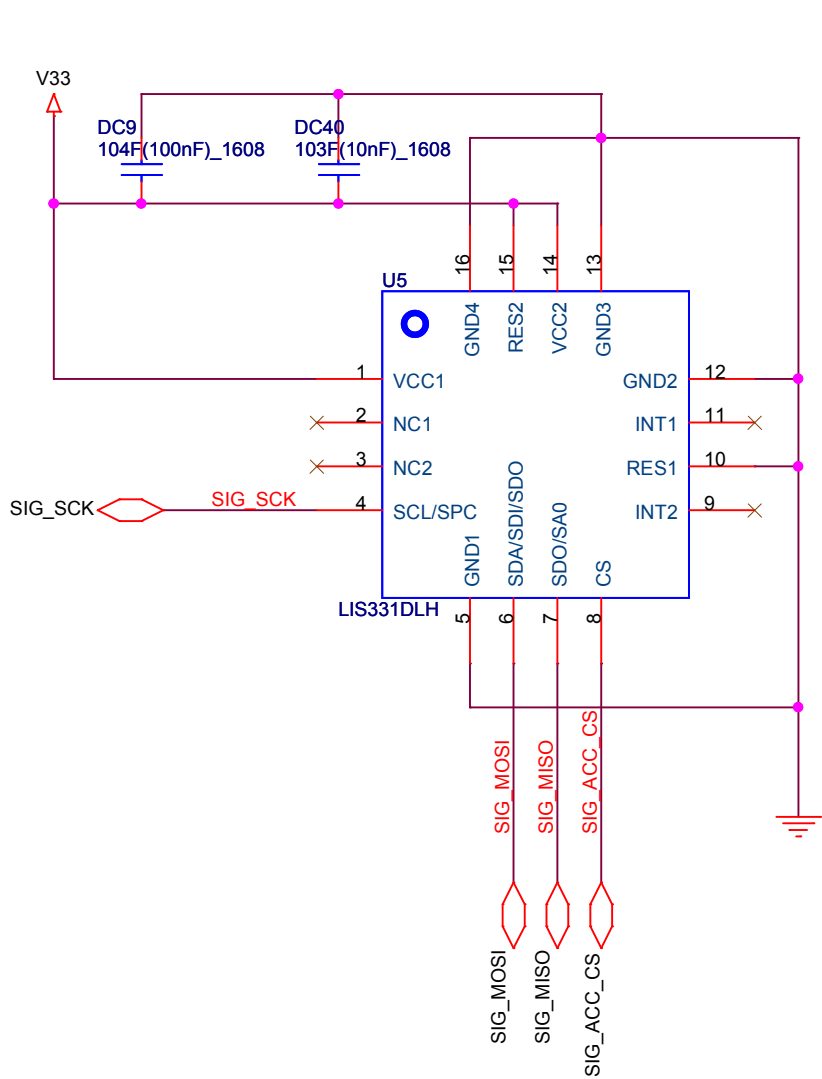 V33
DC9
104F(100nF)_1608
DC40
103F(10nF)_1608
16
15
14
13
U5
GND4
RES2
VCC2
GND3
1
VCC1
GND2
12
2
NC1
INT1
11
3
NC2
RES1
10
SIG_SCK
SIG_SCK
4
SCL/SPC
INT2
9
GND1
SDA/SDI/SDO
SDO/SA0
CS
LIS331DLH
5
6
7
8
SIG_MOSI
SIG_MISO
SIG_ACC_CS
SIG_MOSI
SIG_MISO
SIG_ACC_CS